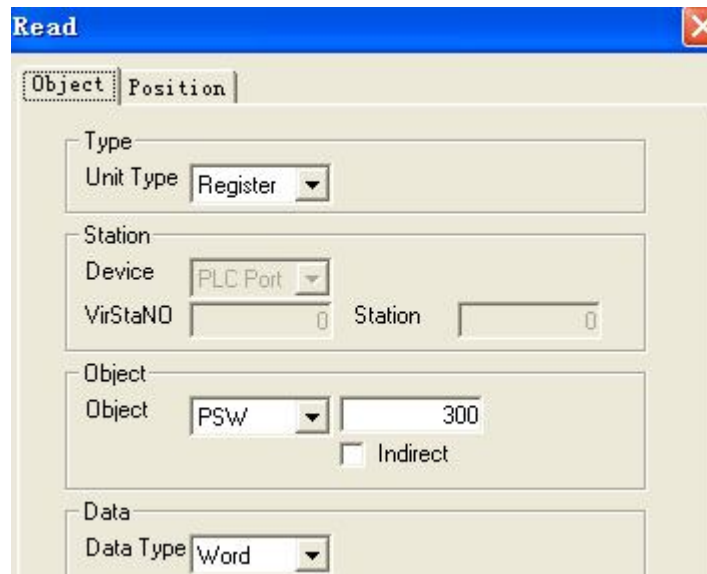 Read
Object Position
Type
Unit Type Register
Station
Device PLC Port
VirStaNO 0 Station 0
Object
Object PSW 300
Indirect
Data
Data Type Word